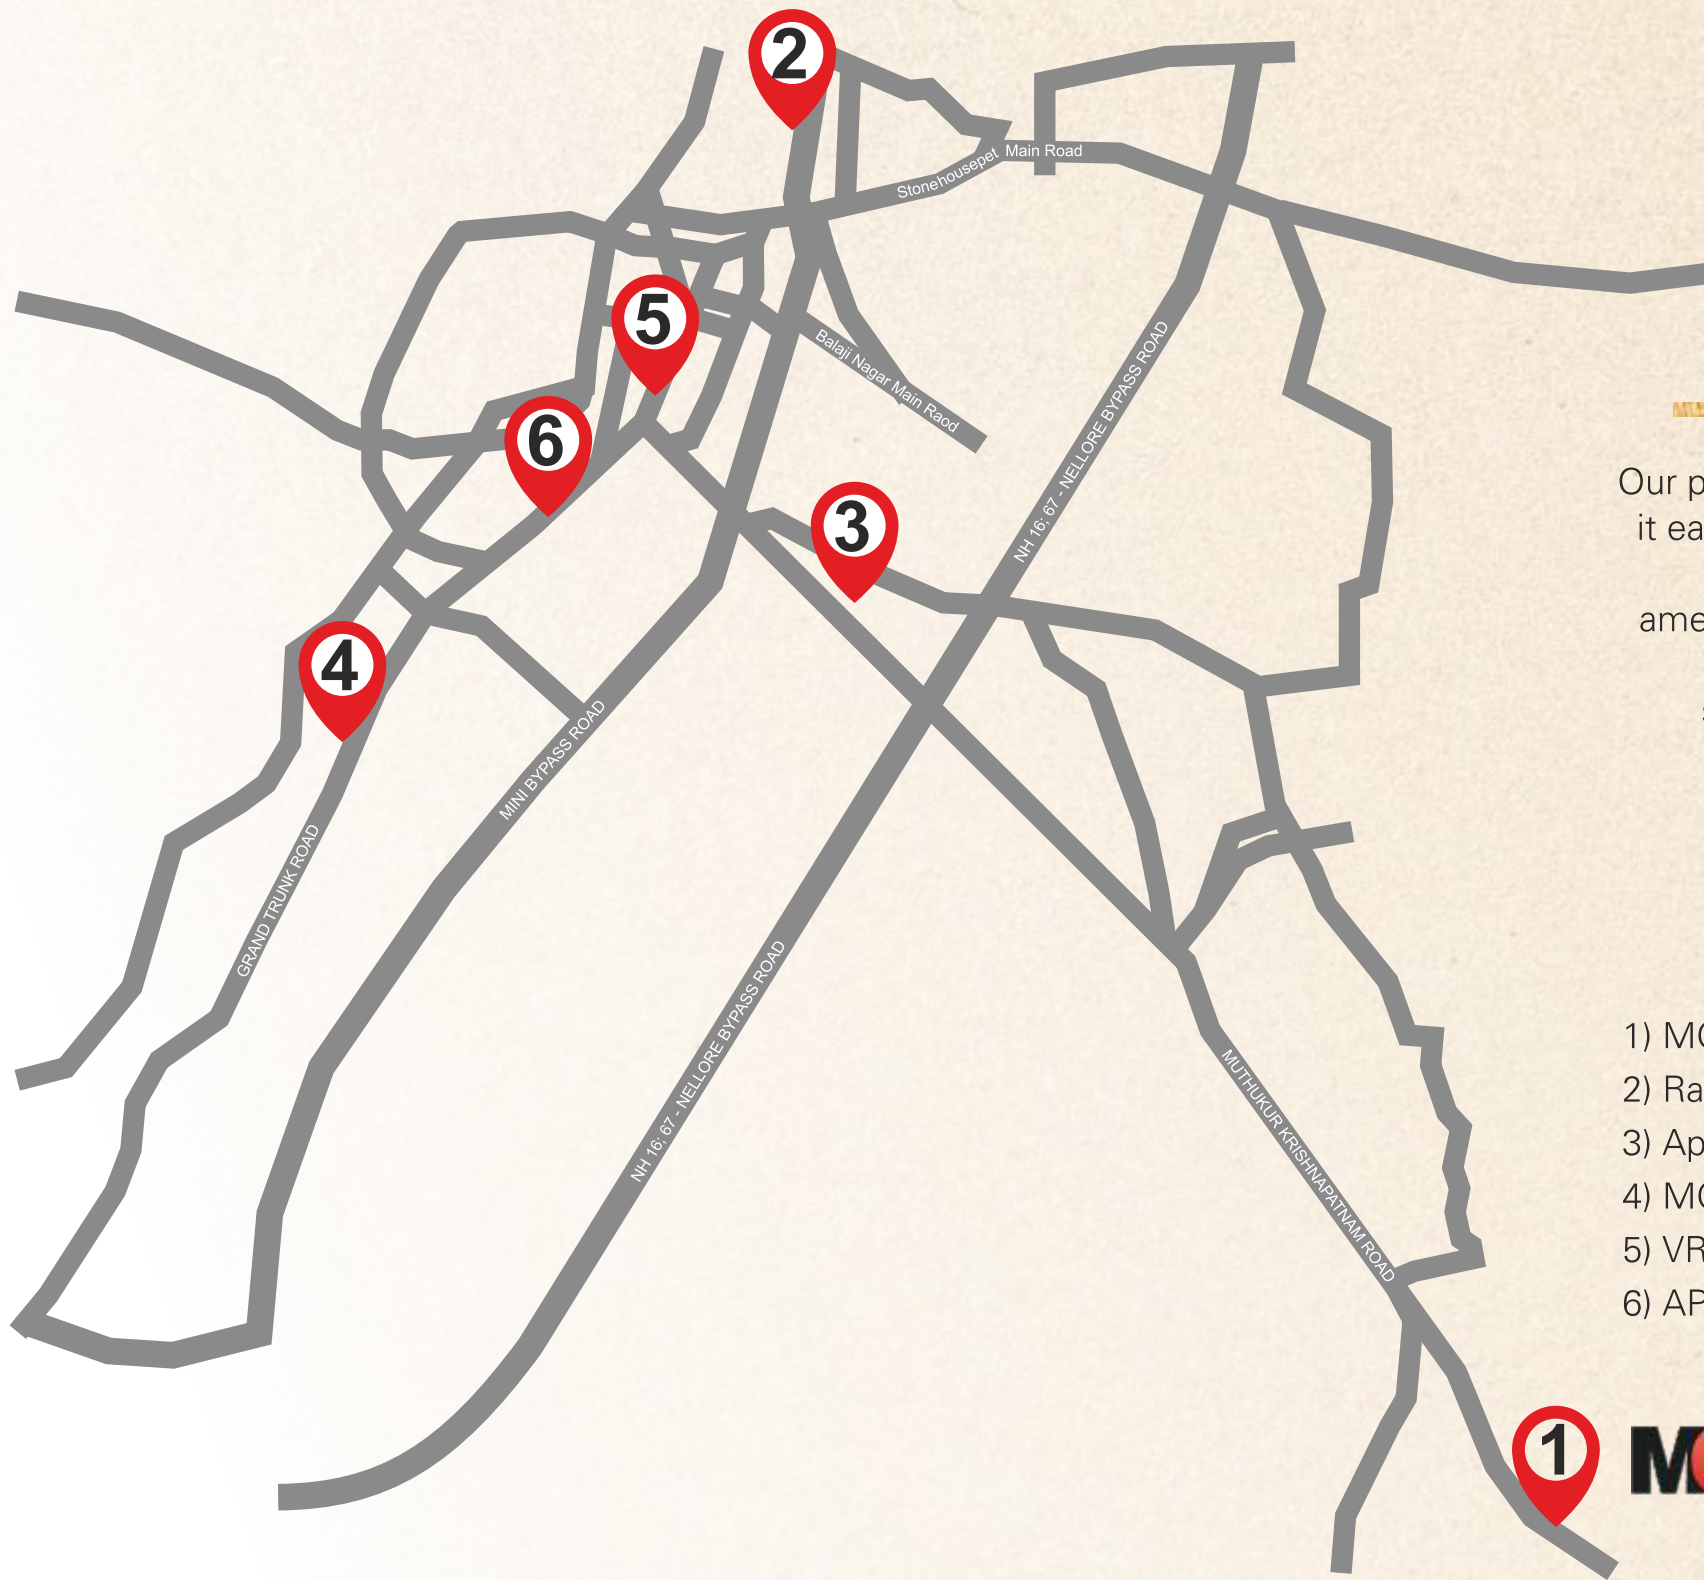 2
Stonehousepet Main Road
5
Balaji Nagar Main Raod
NH 16; 67 - NELLORE BYPASS ROAD
6
3
4
MINI BYPASS ROAD
GRAND TRUNK ROAD
NH 16; 67 - NELLORE BYPASS ROAD
MUTHUKUR KRISHNAPATNAM ROAD
1
Our p
it ea
ame
1) M
2) Ra
3) Ap
4) M
5) VR
6) AP
M